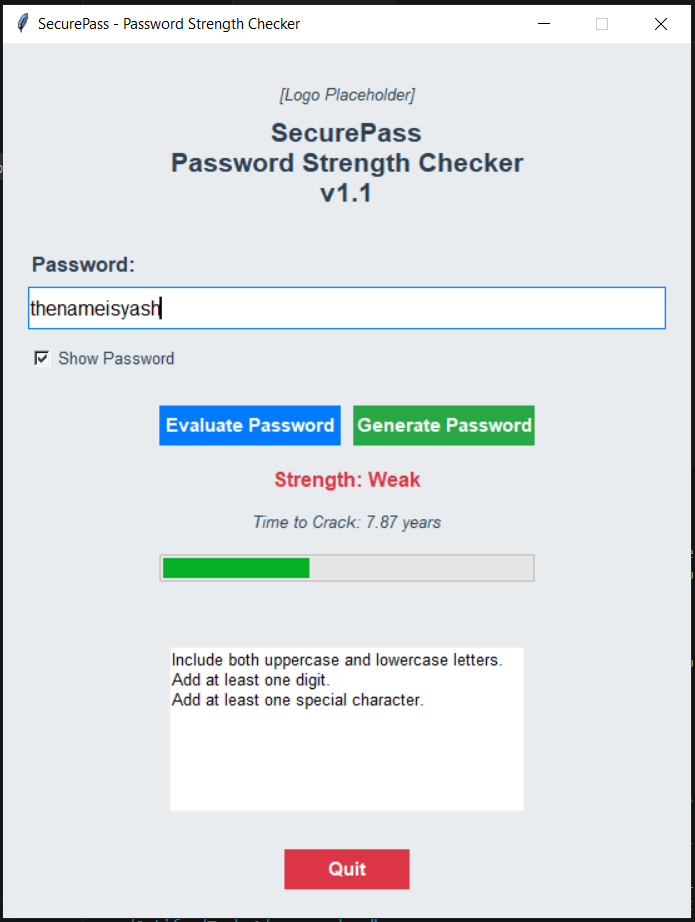 SecurePass - Password Strength Checker
[Logo Placeholder]
SecurePass
Password Strength Checker
v1.1
Password:
thenameisyash
Show Password
Evaluate Password Generate Password
Strength: Weak
Time to Crack: 7.87 years
Include both uppercase and lowercase letters.
Add at least one digit.
Add at least one special character.
Quit